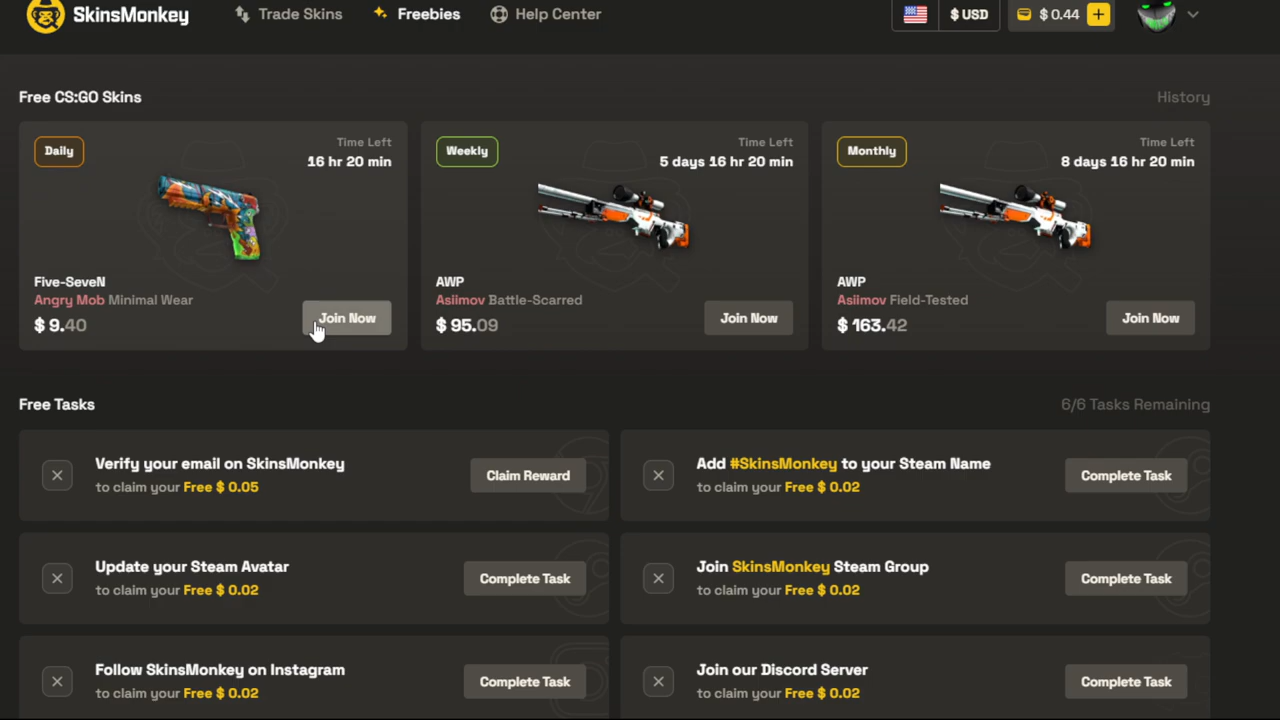 SkinsMonkey
Trade Skins
Freebies
Help Center
$ USD
$ 0.44
+
Free CS:GO Skins
History
Daily
Time Left
16 hr 20 min
Five-SeveN
Angry Mob Minimal Wear
$ 9.40
Join Now
Weekly
Time Left
5 days 16 hr 20 min
AWP
Asiimov Battle-Scarred
$ 95.09
Join Now
Monthly
Time Left
8 days 16 hr 20 min
AWP
Asiimov Field-Tested
$ 163.42
Join Now
Free Tasks
6/6 Tasks Remaining
Verify your email on SkinsMonkey
to claim your Free $ 0.05
Claim Reward
Add #SkinsMonkey to your Steam Name
to claim your Free $ 0.02
Complete Task
Update your Steam Avatar
to claim your Free $ 0.02
Complete Task
Join SkinsMonkey Steam Group
to claim your Free $ 0.02
Complete Task
Follow SkinsMonkey on Instagram
to claim your Free $ 0.02
Complete Task
Join our Discord Server
to claim your Free $ 0.02
Complete Task